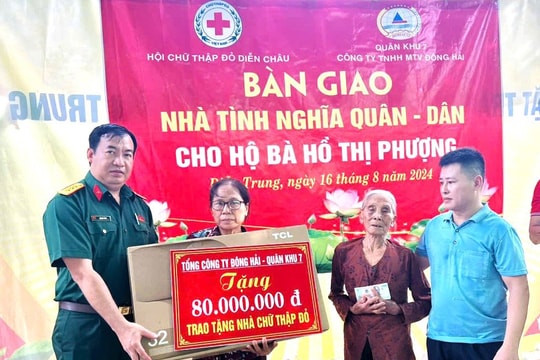 HỘI CHỮ THẬP ĐỎ DIỄN CHÂU
QUÂN KHU 7
CÔNG TY TNHH MTV ĐÔNG HẢI
BÀN GIAO
NHÀ TÌNH NGHĨA QUÂN - DÂN
CHO HỘ BÀ HỒ THỊ PHƯỢNG
Trung, ngày 16 tháng 8 năm 2024
TRUNG
TCL
TỔNG CÔNG TY ĐÔNG HẢI - QUÂN KHU 7
Tặng
80.000.000 đ
TRAO TẶNG NHÀ CHỮ THẬP ĐỎ
32